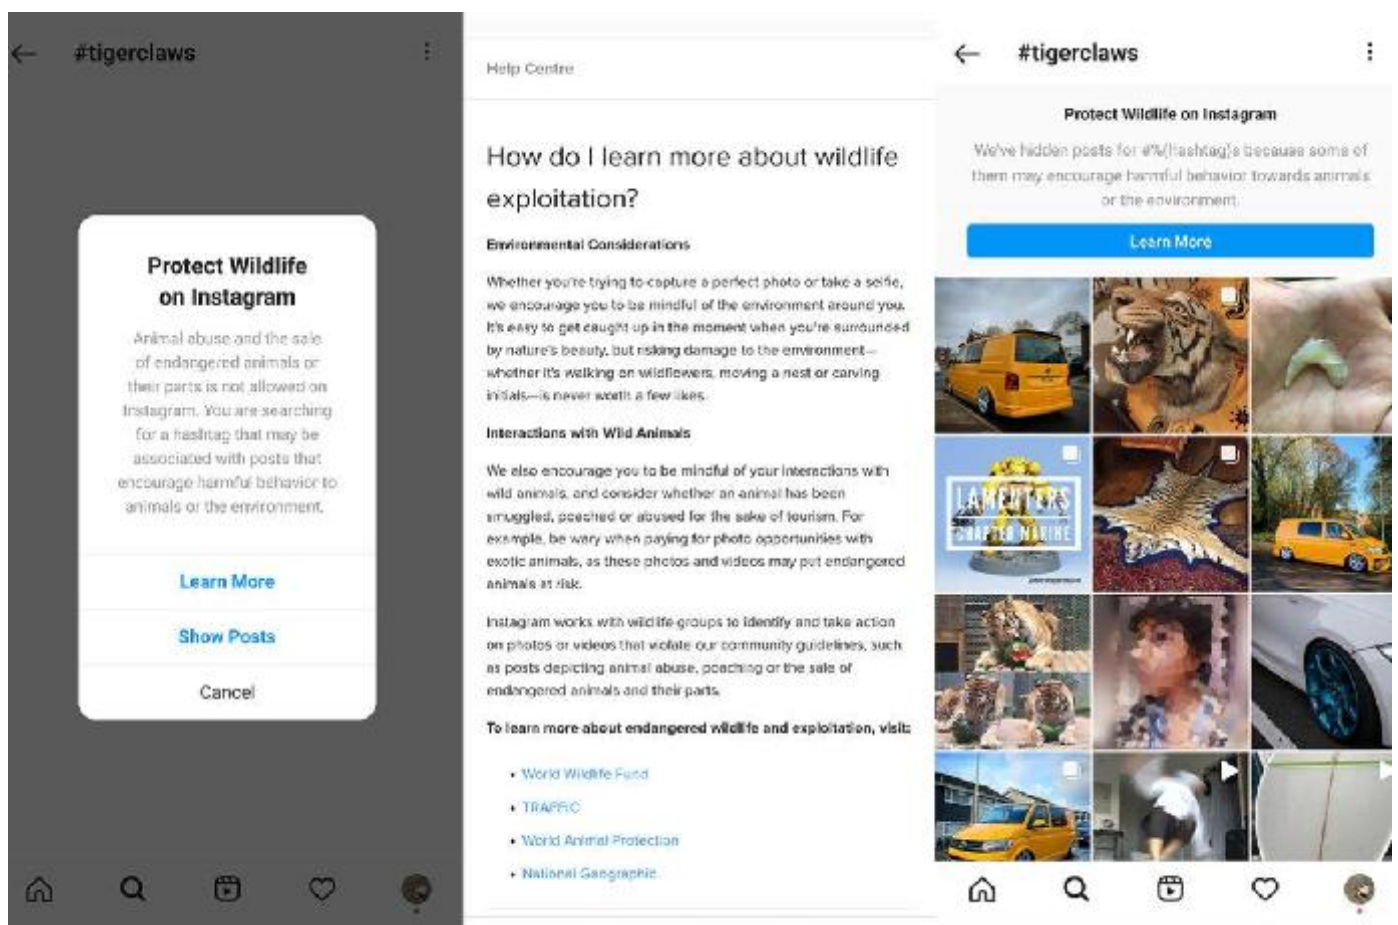 #tigerclaws
Protect Wildlife
on Instagram
Animal abuse and the sale
of endangered animals or
their parts is not allowed on
Instagram. You are searching
for a hashtag that may be
associated with posts that
encourage harmful behavior to
animals or the environment.
Learn More
Show Posts
Cancel
Help Centre
How do I learn more about wildlife
exploitation?
Environmental Considerations
Whether you're trying to capture a perfect photo or take a selfie,
we encourage you to be mindful of the environment around you.
It's easy to get caught up in the moment when you're surrounded
by nature's beauty, but risking damage to the environment—
whether it's walking on wildflowers, moving a nest or carving
initials—is never worth a few likes.
Interactions with Wild Animals
We also encourage you to be mindful of your interactions with
wild animals, and consider whether an animal has been
smuggled, poached or abused for the sake of tourism. For
example, be wary when paying for photo opportunities with
exotic animals, as these photos and videos may put endangered
animals at risk.
Instagram works with wildlife groups to identify and take action
on photos or videos that violate our community guidelines, such
as posts depicting animal abuse, poaching or the sale of
endangered animals and their parts.
To learn more about endangered wildlife and exploitation, visit:
• World Wildlife Fund
• TRAFFIC
• World Animal Protection
• National Geographic
#tigerclaws
Protect Wildlife on Instagram
We've hidden posts for #%{hashtag}s because some of
them may encourage harmful behavior towards animals
or the environment.
Learn More
LAMENTERS
CHAPTER MARINE